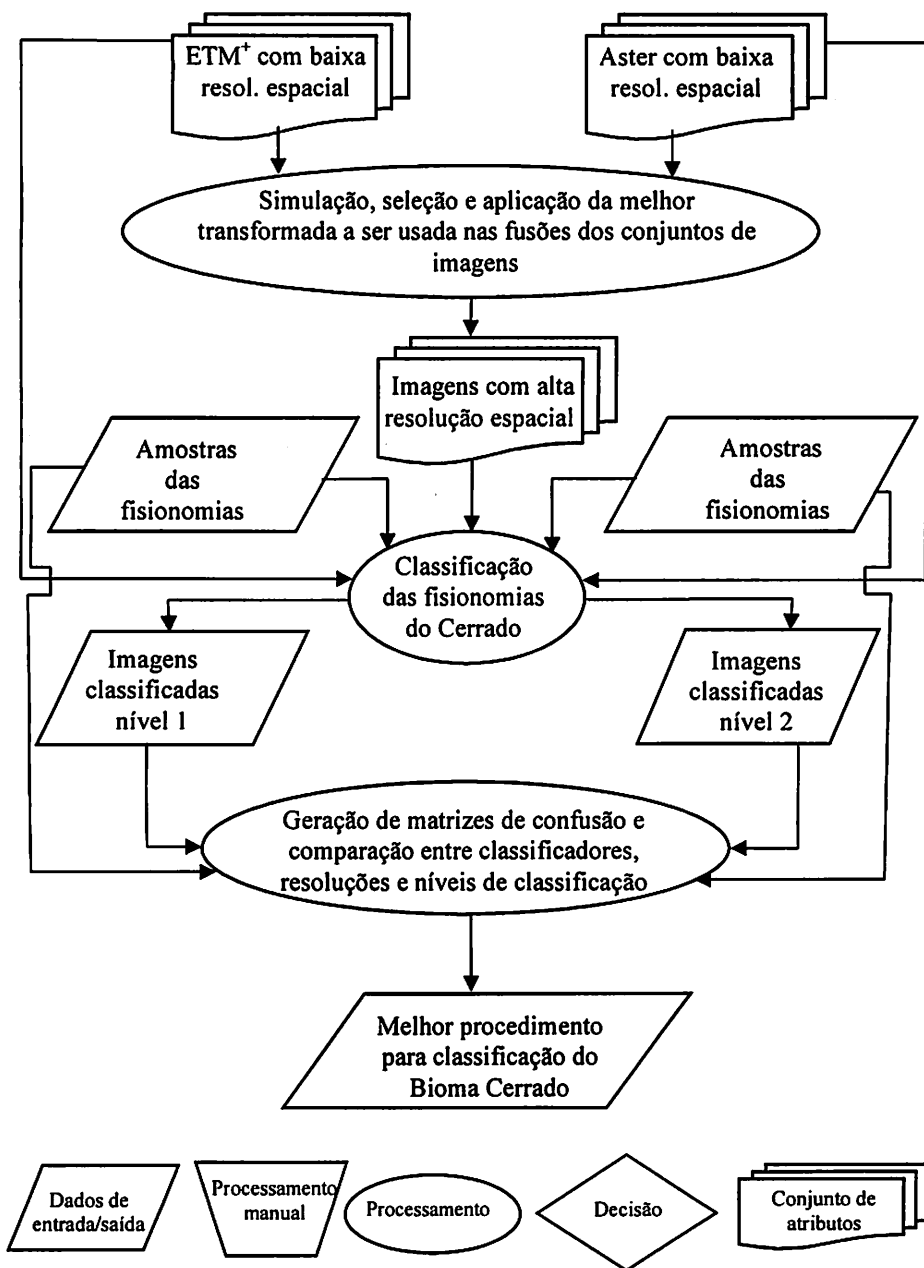 ETM+ com baixa
resol. espacial
Aster com baixa
resol. espacial
Simulação, seleção e aplicação da melhor
transformada a ser usada nas fusões dos conjuntos de
imagens
Imagens com alta
resolução espacial
Amostras
das
fisionomias
Amostras
das
fisionomias
Classificação
das fisionomias
do Cerrado
Imagens
classificadas
nível 1
Imagens
classificadas
nível 2
Geração de matrizes de confusão e
comparação entre classificadores,
resoluções e níveis de classificação
Melhor procedimento
para classificação do
Bioma Cerrado
Dados de
entrada/saída
Processamento
manual
Processamento
Decisão
Conjunto de
atributos